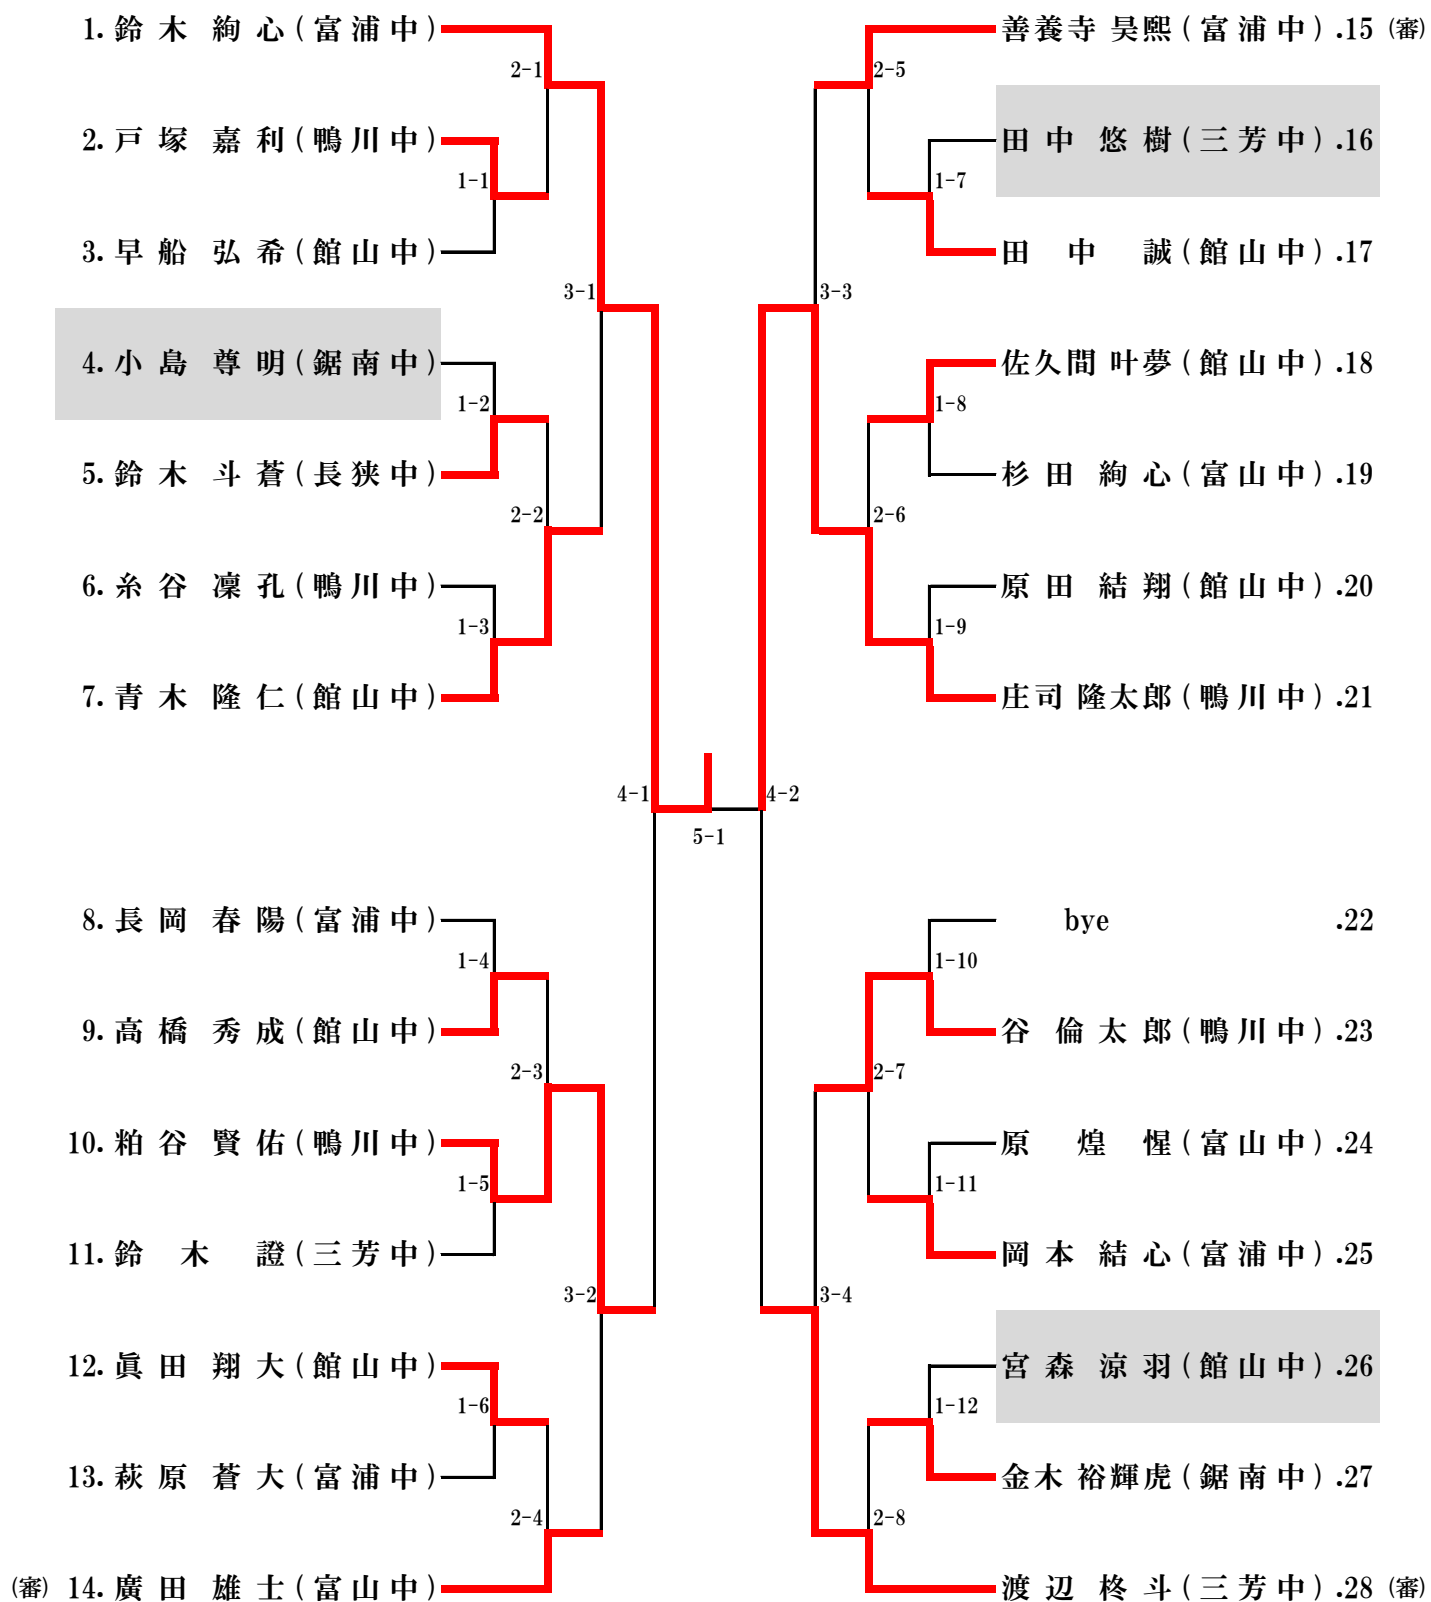 1. 鈴木 絢心(富浦中)
2-1
2. 戸塚 嘉利(鴨川中)
1-1
3. 早船 弘希(館山中)
3-1
4. 小島 尊明(鋸南中)
1-2
5. 鈴木 斗蒼(長狭中)
2-2
6. 糸谷 凜孔(鴨川中)
1-3
7. 青木 隆仁(館山中)
4-1
5-1
8. 長岡 春陽(富浦中)
1-4
9. 高橋 秀成(館山中)
2-3
10. 粕谷 賢佑(鴨川中)
1-5
11. 鈴木 證(三芳中)
3-2
12. 眞田 翔大(館山中)
1-6
13. 萩原 蒼大(富浦中)
2-4
(審) 14. 廣田 雄士(富山中)
善養寺 昊熙(富浦中) .15 (審)
2-5
田中 悠樹(三芳中) .16
1-7
田中 誠(館山中) .17
3-3
佐久間 叶夢(館山中) .18
1-8
杉田 絢心(富山中) .19
2-6
原田 結翔(館山中) .20
1-9
庄司 隆太郎(鴨川中) .21
4-2
bye .22
1-10
谷 倫太郎(鴨川中) .23
2-7
原 煌惺(富山中) .24
1-11
岡本 結心(富浦中) .25
3-4
宮森 涼羽(館山中) .26
1-12
金木 裕輝虎(鋸南中) .27
2-8
渡辺 柊斗(三芳中) .28 (審)